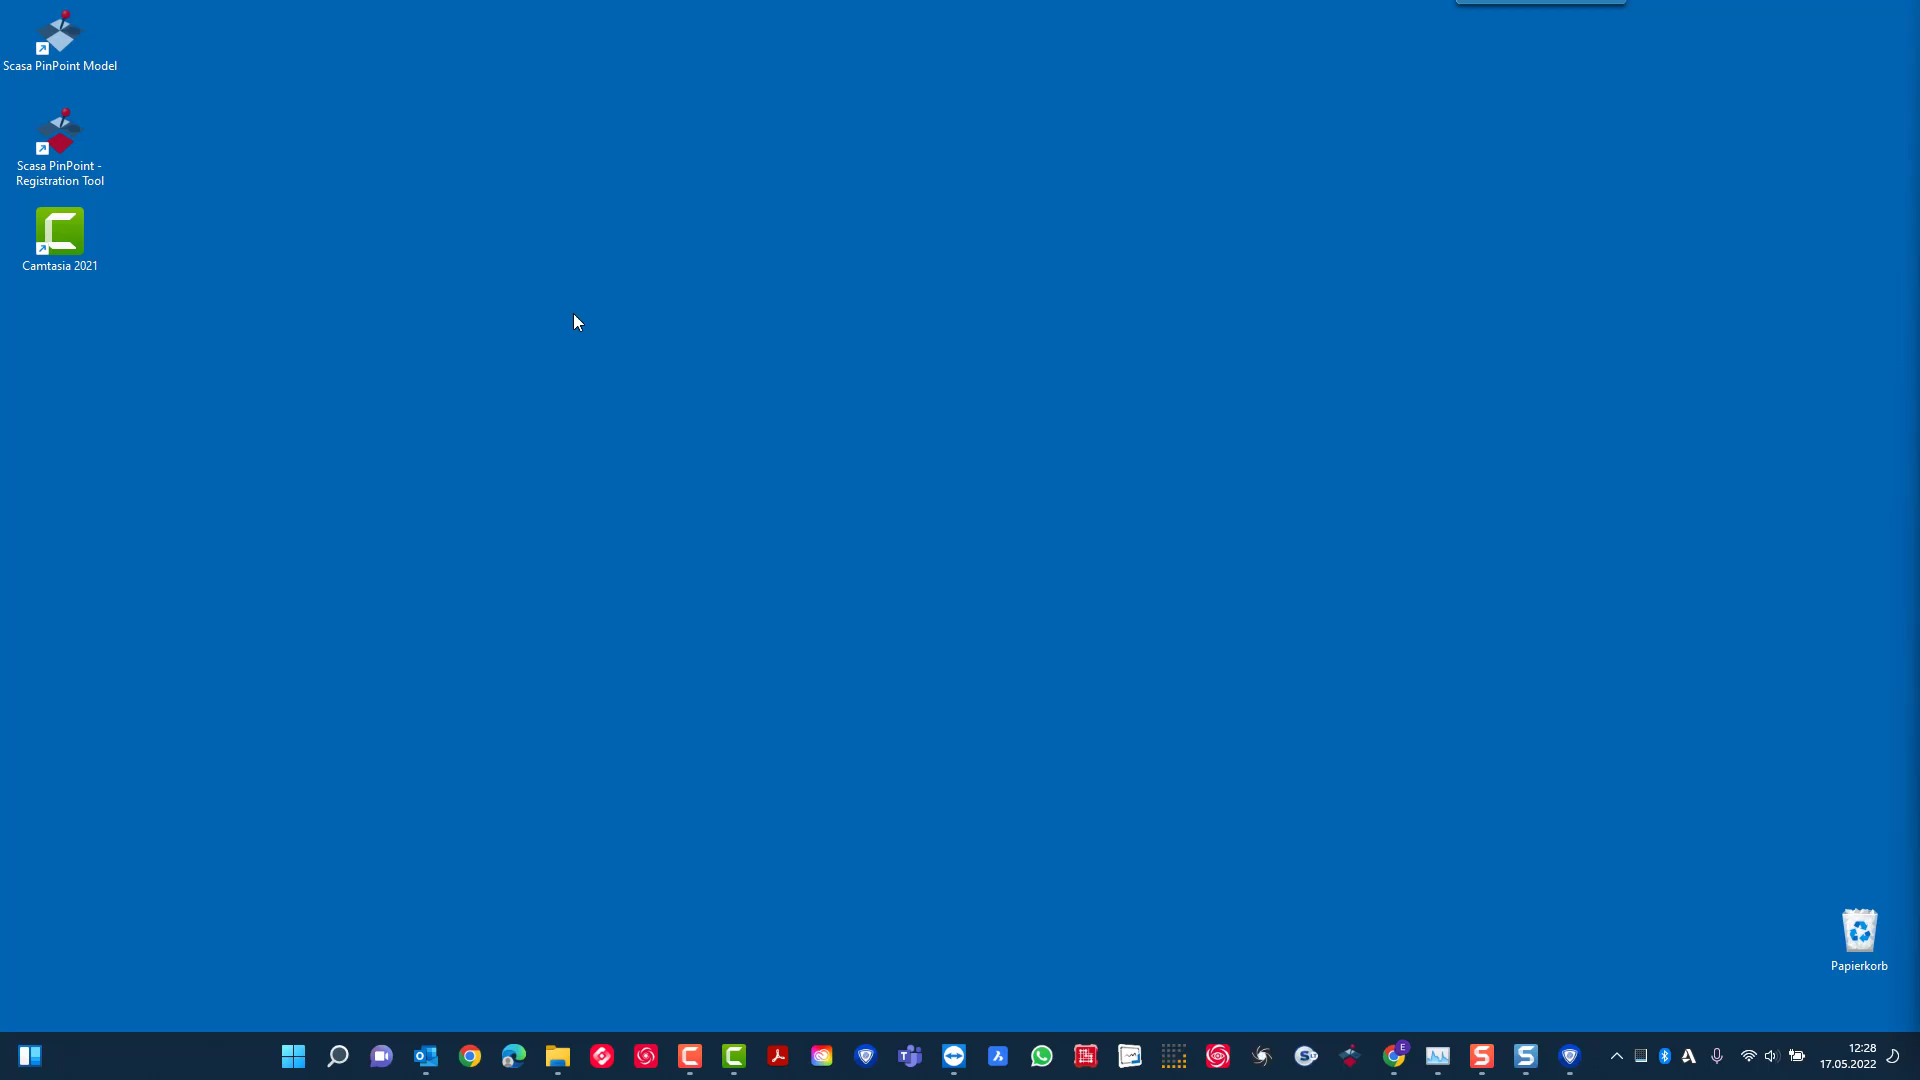 Scasa PinPoint Model
Scasa PinPoint -
Registration Tool
Camtasia 2021
Papierkorb
12:28
17.05.2022